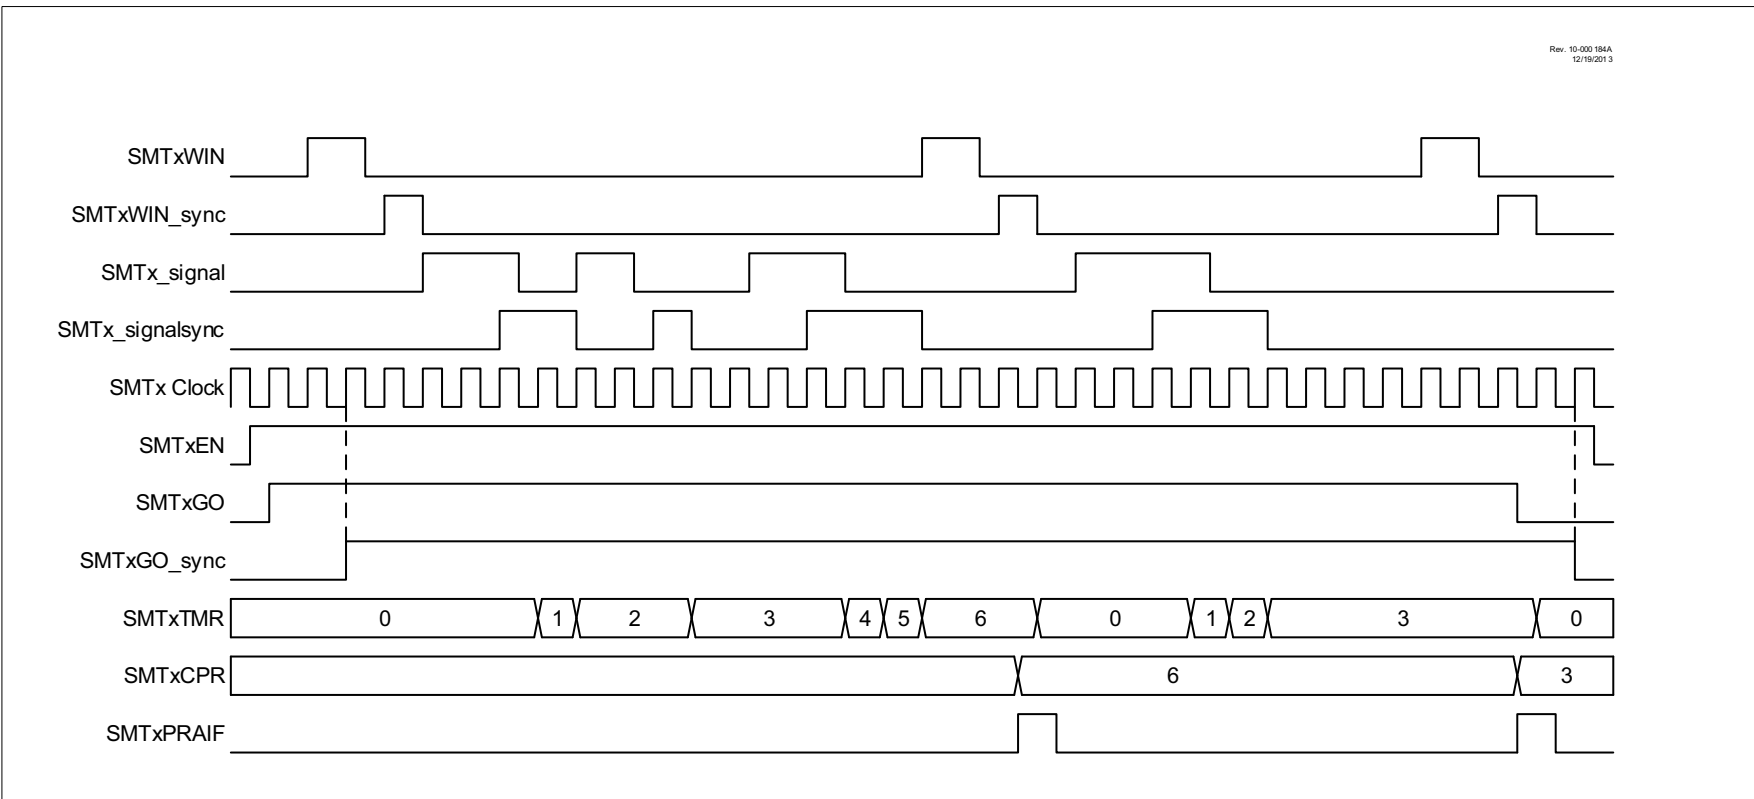 Rev. 10-000 184A
12/19/201 3
SMTxWIN
SMTxWIN_sync
SMTx_signal
SMTx_signalsync
SMTx Clock
SMTxEN
SMTxGO
SMTxGO_sync
SMTxTMR 0 1 2 3 4 5 6 0 1 2 3 0
SMTxCPR 6 3
SMTxPRAIF